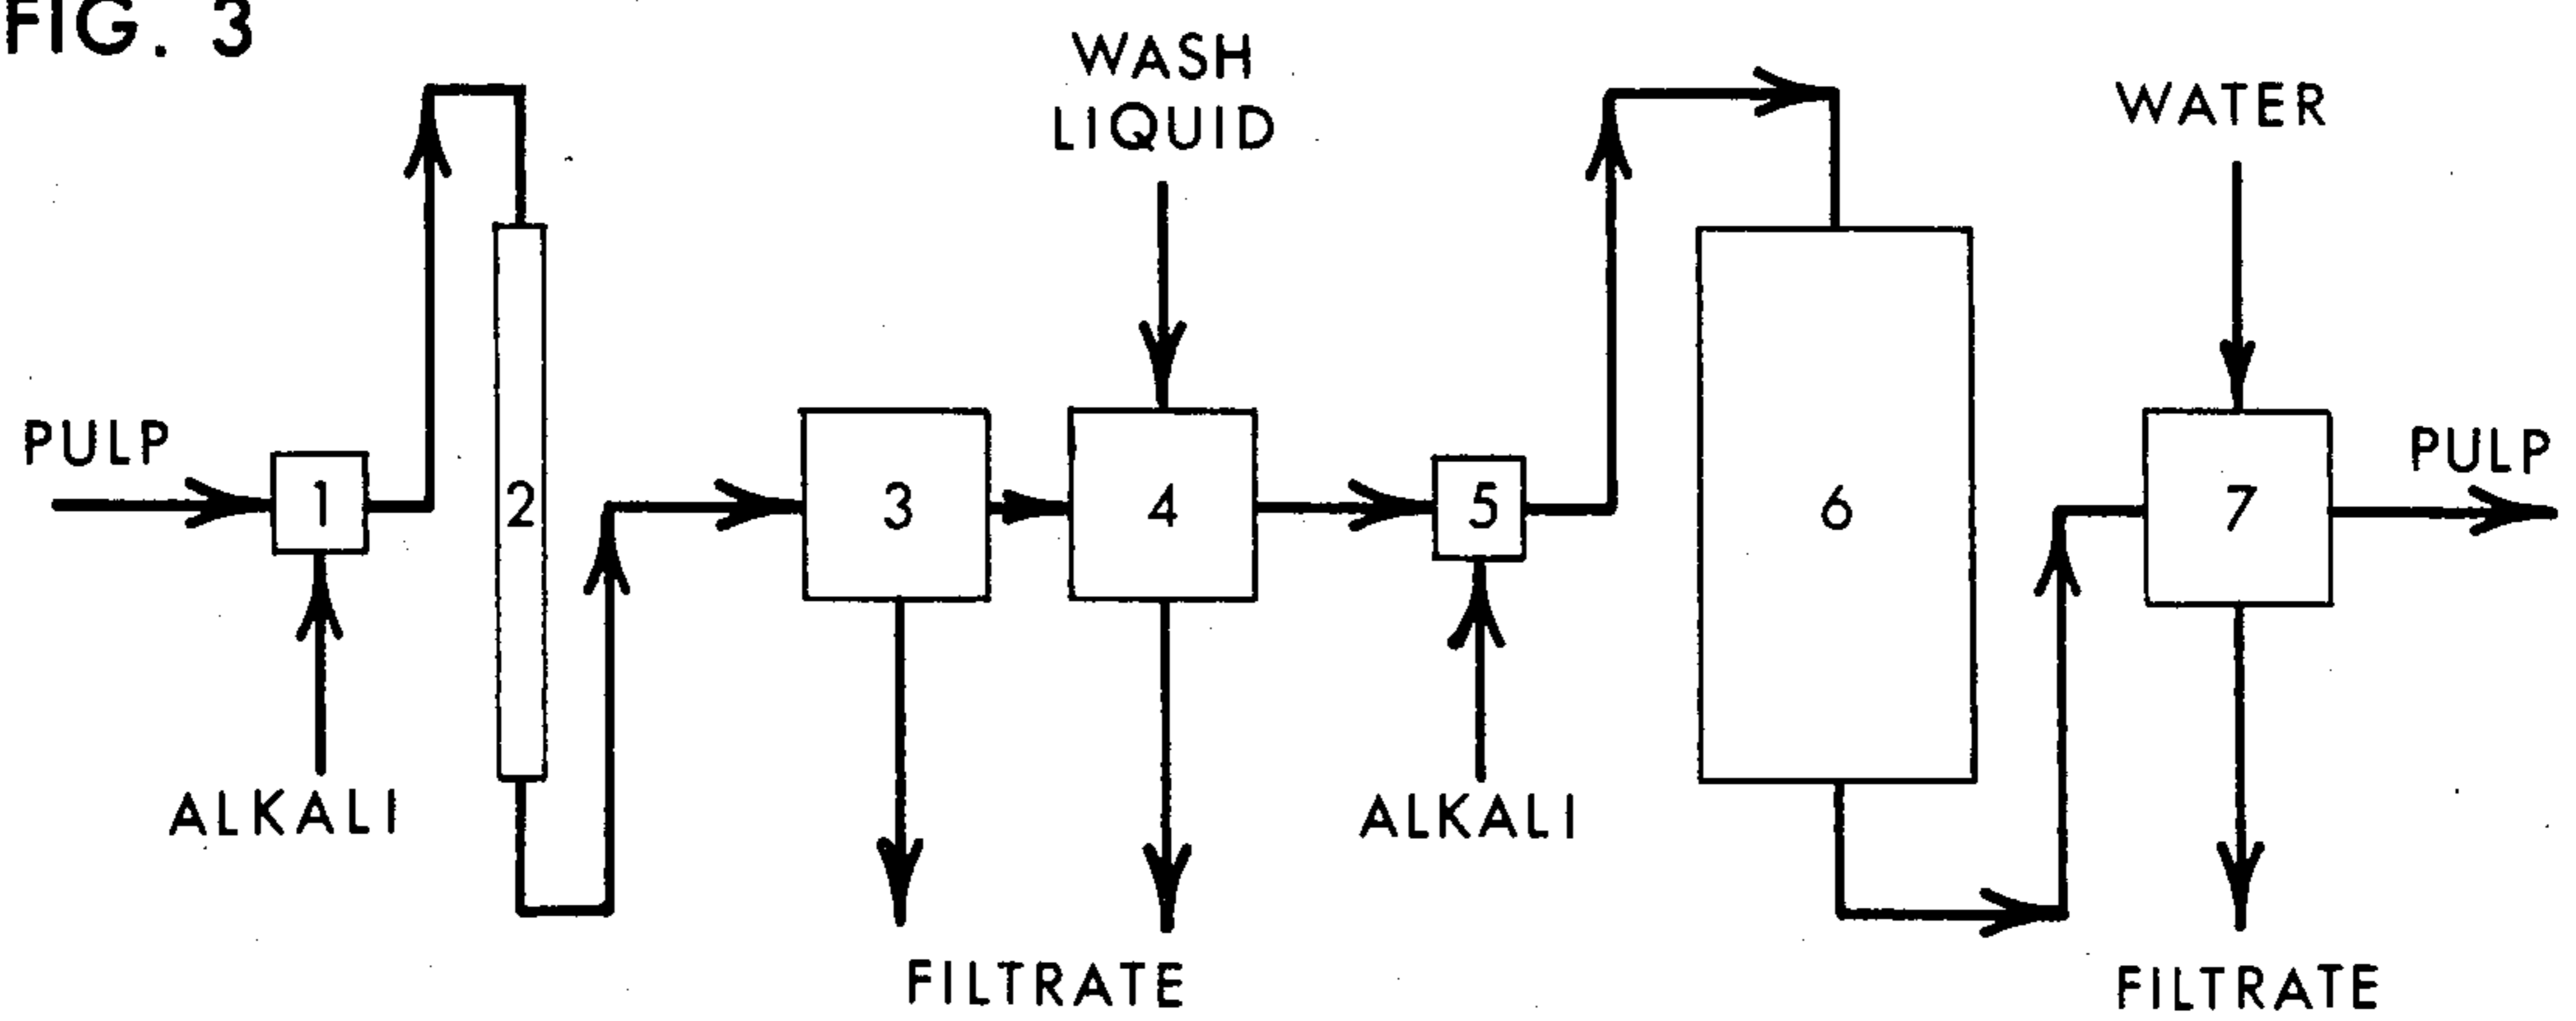 FIG. 3
WASH
LIQUID
WATER
PULP
1
2
3
4
5
6
7
PULP
ALKALI
ALKALI
FILTRATE
FILTRATE